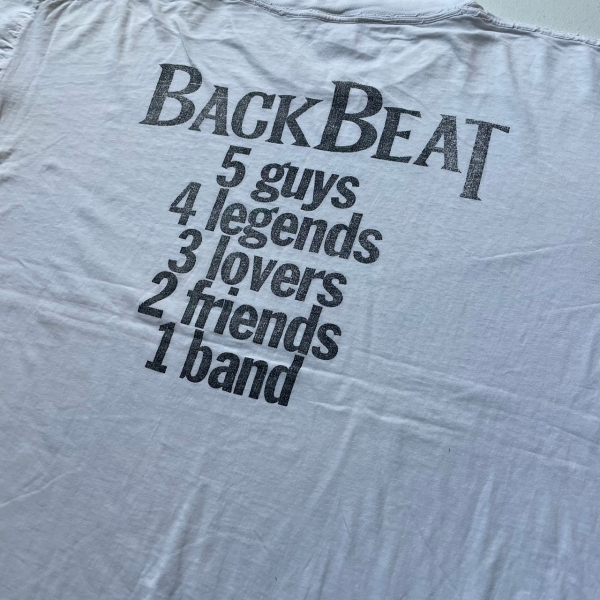 BACKBEAT
5 guys
4 legends
3 lovers
2 friends
1 band